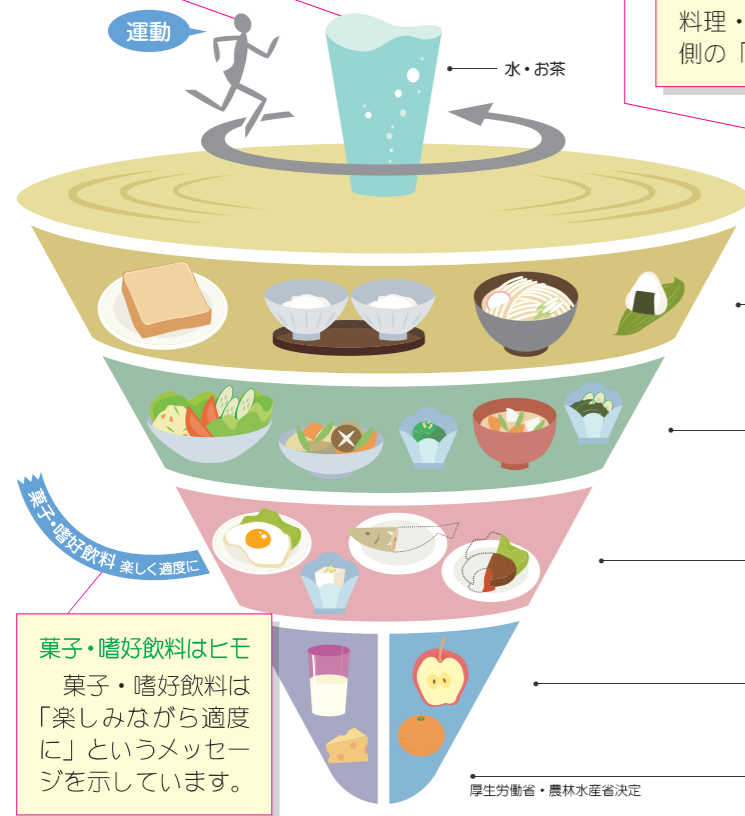 運動
料理・
側の「
水・お茶
菓子・嗜好飲料 楽しく適度に
菓子・嗜好飲料はヒモ
菓子・嗜好飲料は
「楽しみながら適度
に」というメッセー
ジを示しています。
厚生労働省・農林水産省決定